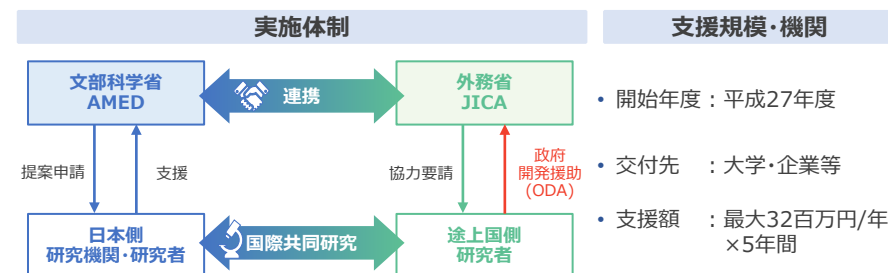 実施体制
支援規模・機関
文部科学省
AMED
連携
外務省
JICA
提案申請
支援
協力要請
政府
開発援助
(ODA)
日本側
研究機関・研究者
国際共同研究
途上国側
研究者
• 開始年度：平成27年度
• 交付先　：大学・企業等
• 支援額　：最大32百万円/年
×5年間